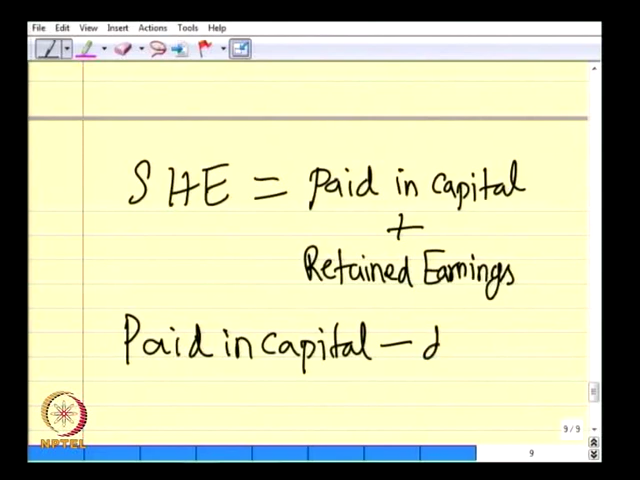 File Edit View Insert Actions Tools Help
SHE = paid in capital
+
Retained Earnings
Paid in capital — d
9/9
NPTEL
9